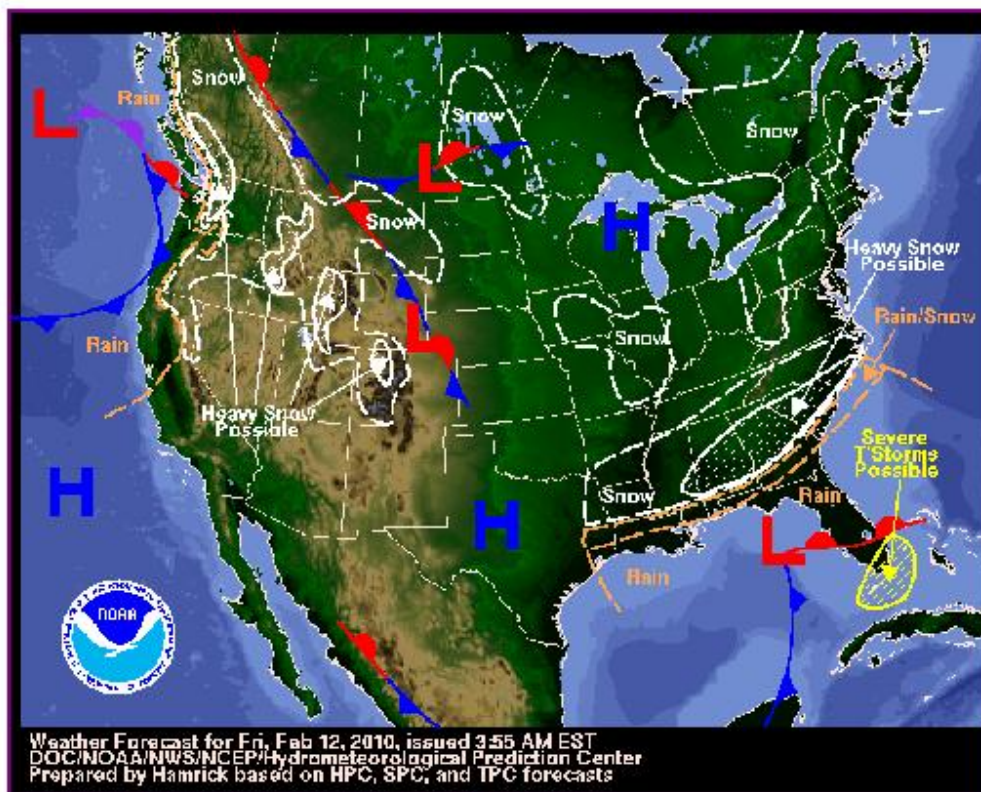 Snow
Rain
L
L
Snow
Snow
Snow
H
Heavy Snow
Possible
Rain/Snow
L
Rain
Snow
Heavy Snow
Possible
Severe
T'Storms
Possible
H
H
Snow
Rain
L
Rain
NOAA
Weather Forecast for Fri, Feb 12, 2010, issued 3:55 AM EST
DOC/NOAA/NWS/NCEP/Hydrometeorological Prediction Center
Prepared by Hamrick based on HPC, SPC, and TPC forecasts